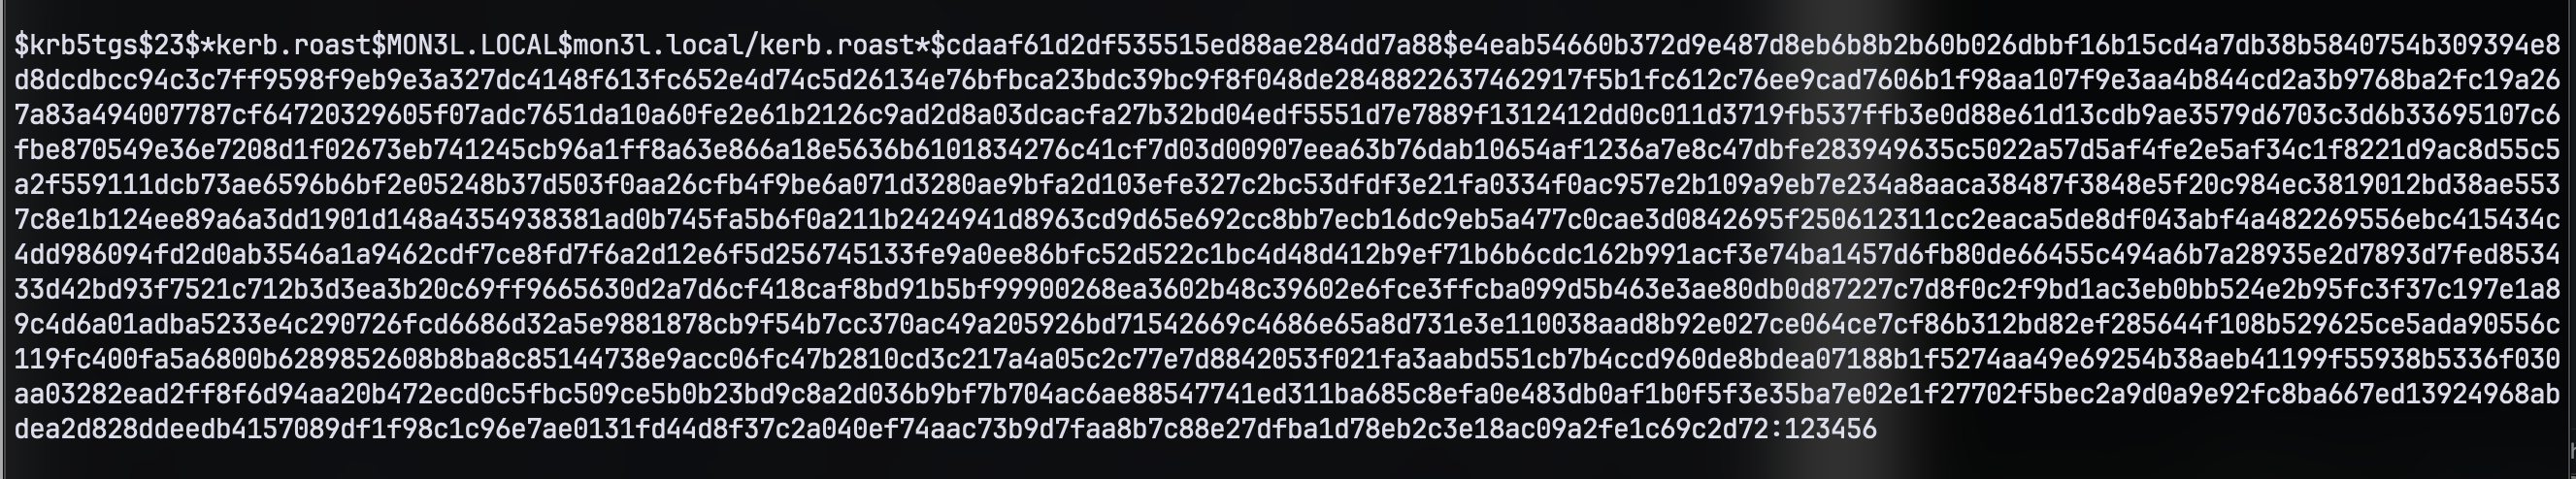 $krb5tgs$23$*kerb.roast$MON3L.LOCAL$mon3l.local/kerb.roast*$cdaaf61d2df535515ed88ae284dd7a88$e4eab54660b372d9e487d8eb6b8b2b60b026dbbf16b15cd4a7db38b5840754b309394e8
d8dcdbcc94c3c7ff9598f9eb9e3a327dc4148f613fc652e4d74c5d26134e76bfbca23bdc39bc9f8f048de2848822637462917f5b1fc612c76ee9cad7606b1f98aa107f9e3aa4b844cd2a3b9768ba2fc19a26
7a83a494007787cf64720329605f07adc7651da10a60fe2e61b2126c9ad2d8a03dcacfa27b32bd04edf5551d7e7889f1312412dd0c011d3719fb537ffb3e0d88e61d13cdb9ae3579d6703c3d6b33695107c6
fbe870549e36e7208d1f02673eb741245cb96a1ff8a63e866a18e5636b6101834276c41cf7d03d00907eea63b76dab10654af1236a7e8c47dbfe283949635c5022a57d5af4fe2e5af34c1f8221d9ac8d55c5
a2f559111dcb73ae6596b6bf2e05248b37d503f0aa26cfb4f9be6a071d3280ae9bfa2d103efe327c2bc53dfdf3e21fa0334f0ac957e2b109a9eb7e234a8aaca38487f3848e5f20c984ec3819012bd38ae553
7c8e1b124ee89a6a3dd1901d148a4354938381ad0b745fa5b6f0a211b2424941d8963cd9d65e692cc8bb7ecb16dc9eb5a477c0cae3d0842695f250612311cc2eaca5de8df043abf4a482269556ebc415434c
4dd986094fd2d0ab3546a1a9462cdf7ce8fd7f6a2d12e6f5d256745133fe9a0ee86bfc52d522c1bc4d48d412b9ef71b6b6cdc162b991acf3e74ba1457d6fb80de66455c494a6b7a28935e2d7893d7fed8534
33d42bd93f7521c712b3d3ea3b20c69ff9665630d2a7d6cf418caf8bd91b5bf99900268ea3602b48c39602e6fce3ffcba099d5b463e3ae80db0d87227c7d8f0c2f9bd1ac3eb0bb524e2b95fc3f37c197e1a8
9c4d6a01adba5233e4c290726fcd6686d32a5e9881878cb9f54b7cc370ac49a205926bd71542669c4686e65a8d731e3e110038aad8b92e027ce064ce7cf86b312bd82ef285644f108b529625ce5ada90556c
119fc400fa5a6800b6289852608b8ba8c85144738e9acc06fc47b2810cd3c217a4a05c2c77e7d8842053f021fa3aabd551cb7b4ccd960de8bdea07188b1f5274aa49e69254b38aeb41199f55938b5336f030
aa03282ead2ff8f6d94aa20b472ecd0c5fbc509ce5b0b23bd9c8a2d036b9bf7b704ac6ae88547741ed311ba685c8efa0e483db0af1b0f5f3e35ba7e02e1f27702f5bec2a9d0a9e92fc8ba667ed13924968ab
dea2d828ddeedb4157089df1f98c1c96e7ae0131fd44d8f37c2a040ef74aac73b9d7faa8b7c88e27dfba1d78eb2c3e18ac09a2fe1c69c2d72:123456